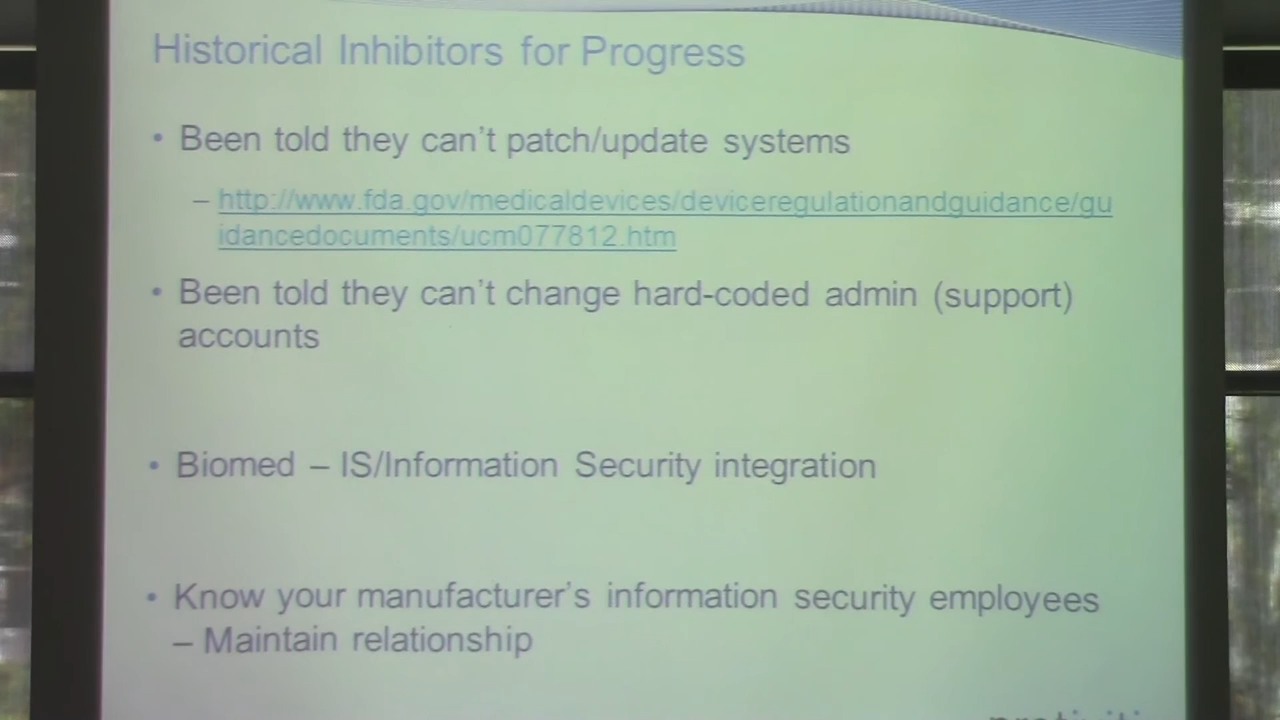 Historical Inhibitors for Progress
• Been told they can't patch/update systems
– http://www.fda.gov/medicaldevices/deviceregulationandguidance/gu
idancedocuments/ucm077812.htm
• Been told they can't change hard-coded admin (support)
accounts
• Biomed – IS/Information Security integration
• Know your manufacturer's information security employees
– Maintain relationship